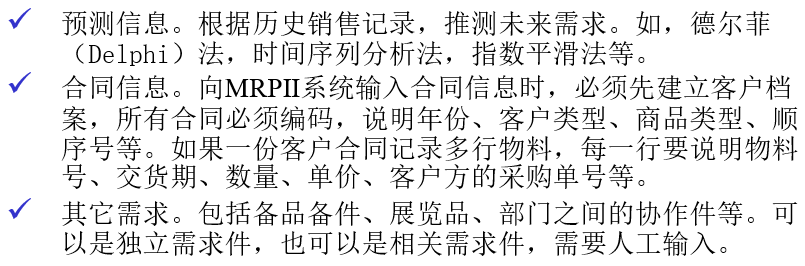 ✓ 预测信息。根据历史销售记录，推测未来需求。如，德尔菲
（Delphi）法，时间序列分析法，指数平滑法等。
✓ 合同信息。向MRPII系统输入合同信息时，必须先建立客户档
案，所有合同必须编码，说明年份、客户类型、商品类型、顺
序号等。如果一份客户合同记录多行物料，每一行要说明物料
号、交货期、数量、单价、客户方的采购单号等。
✓ 其它需求。包括备品备件、展览品、部门之间的协作件等。可
以是独立需求件，也可以是相关需求件，需要人工输入。